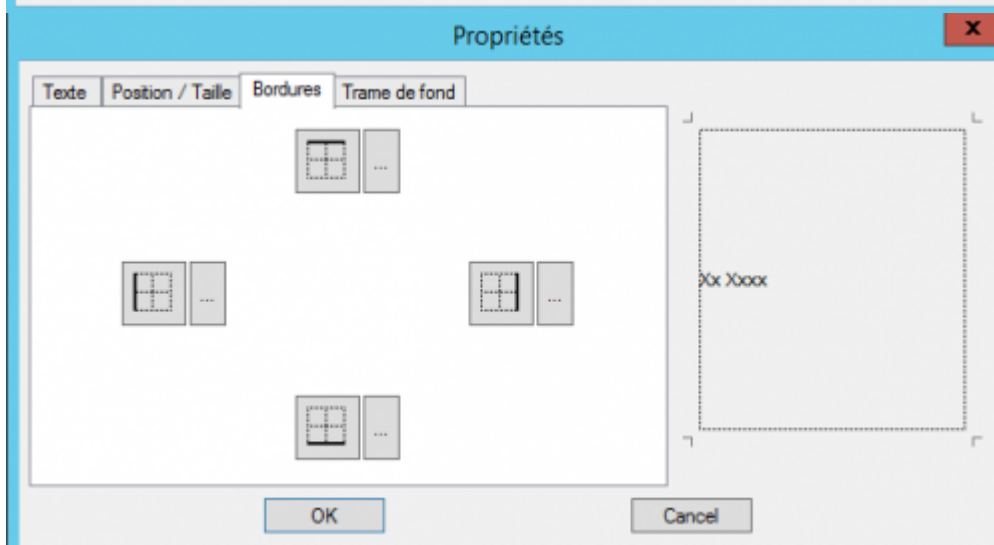 Propriétés
x
Texte Position / Taille Bordures Trame de fond
...
... ...
Xx Xxxx
...
OK Cancel